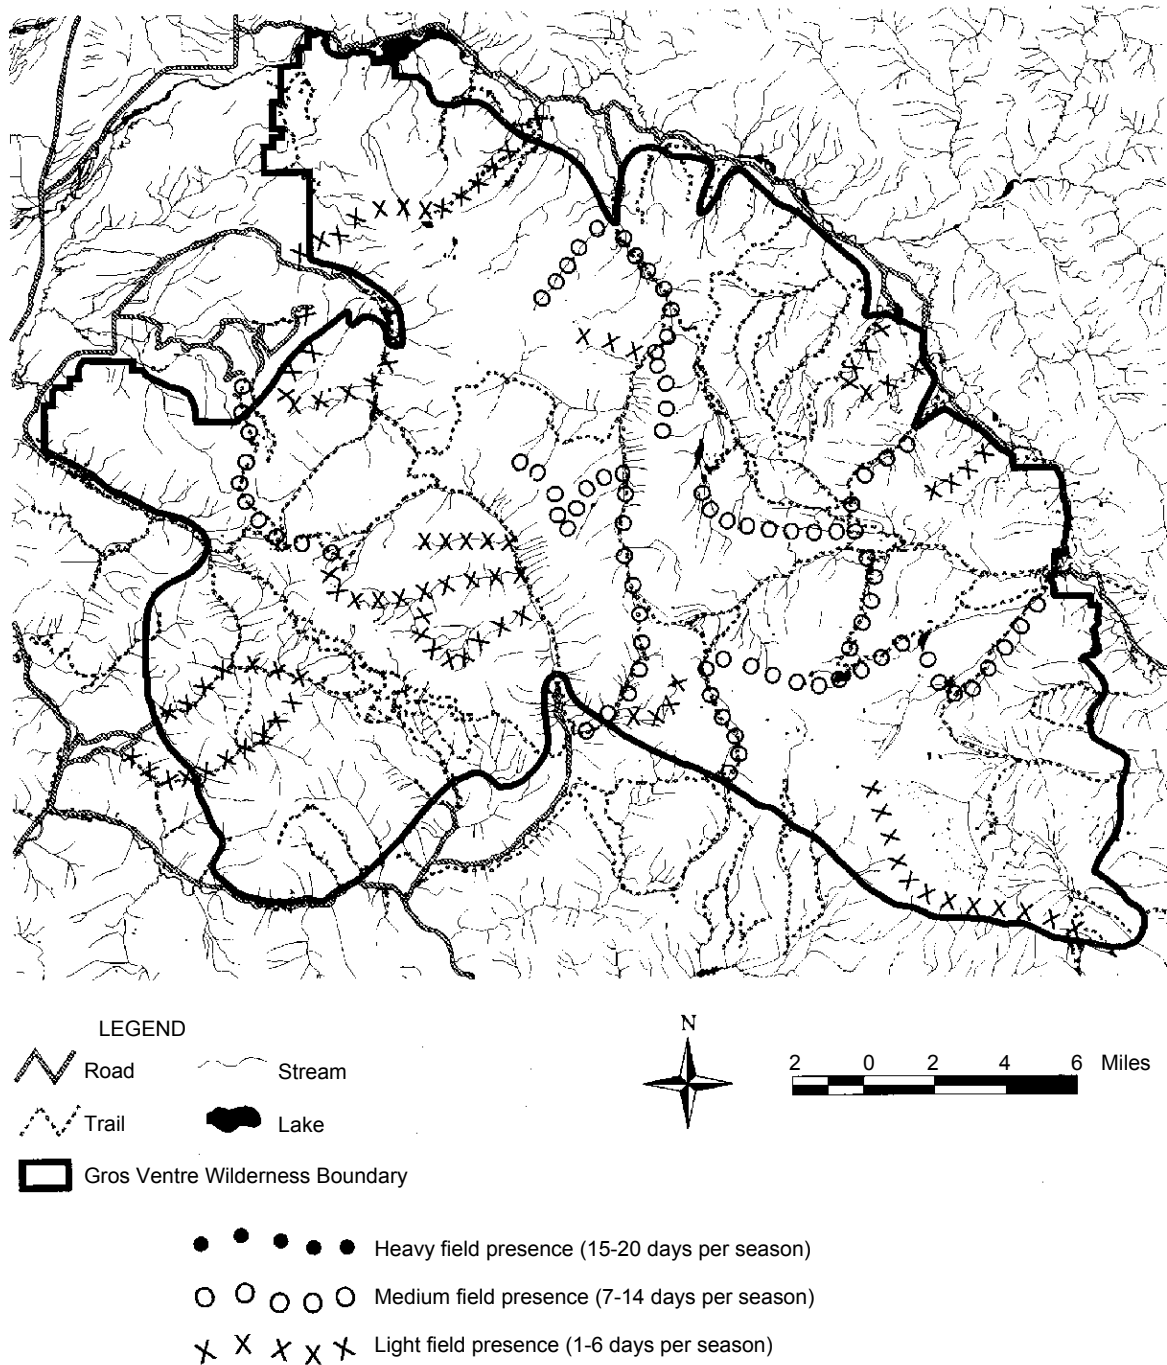 LEGEND
Road
Stream
Trail
Lake
Gros Ventre Wilderness Boundary
N
2 0 2 4 6 Miles
Heavy field presence (15-20 days per season)
Medium field presence (7-14 days per season)
Light field presence (1-6 days per season)